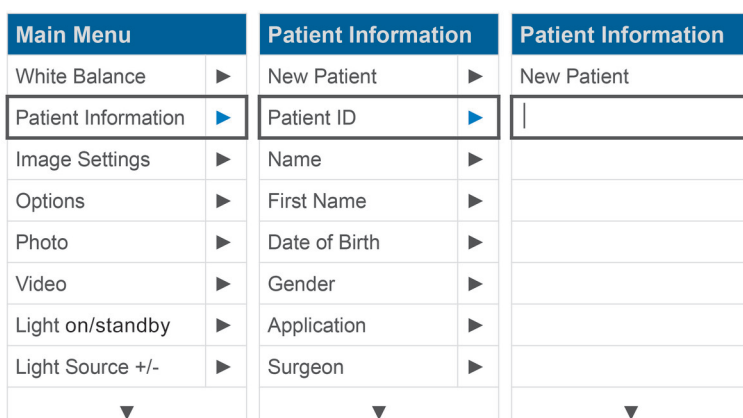 Main Menu
White Balance
Patient Information
Image Settings
Options
Photo
Video
Light on/standby
Light Source +/-
Patient Information
New Patient
Patient ID
Name
First Name
Date of Birth
Gender
Application
Surgeon
Patient Information
New Patient